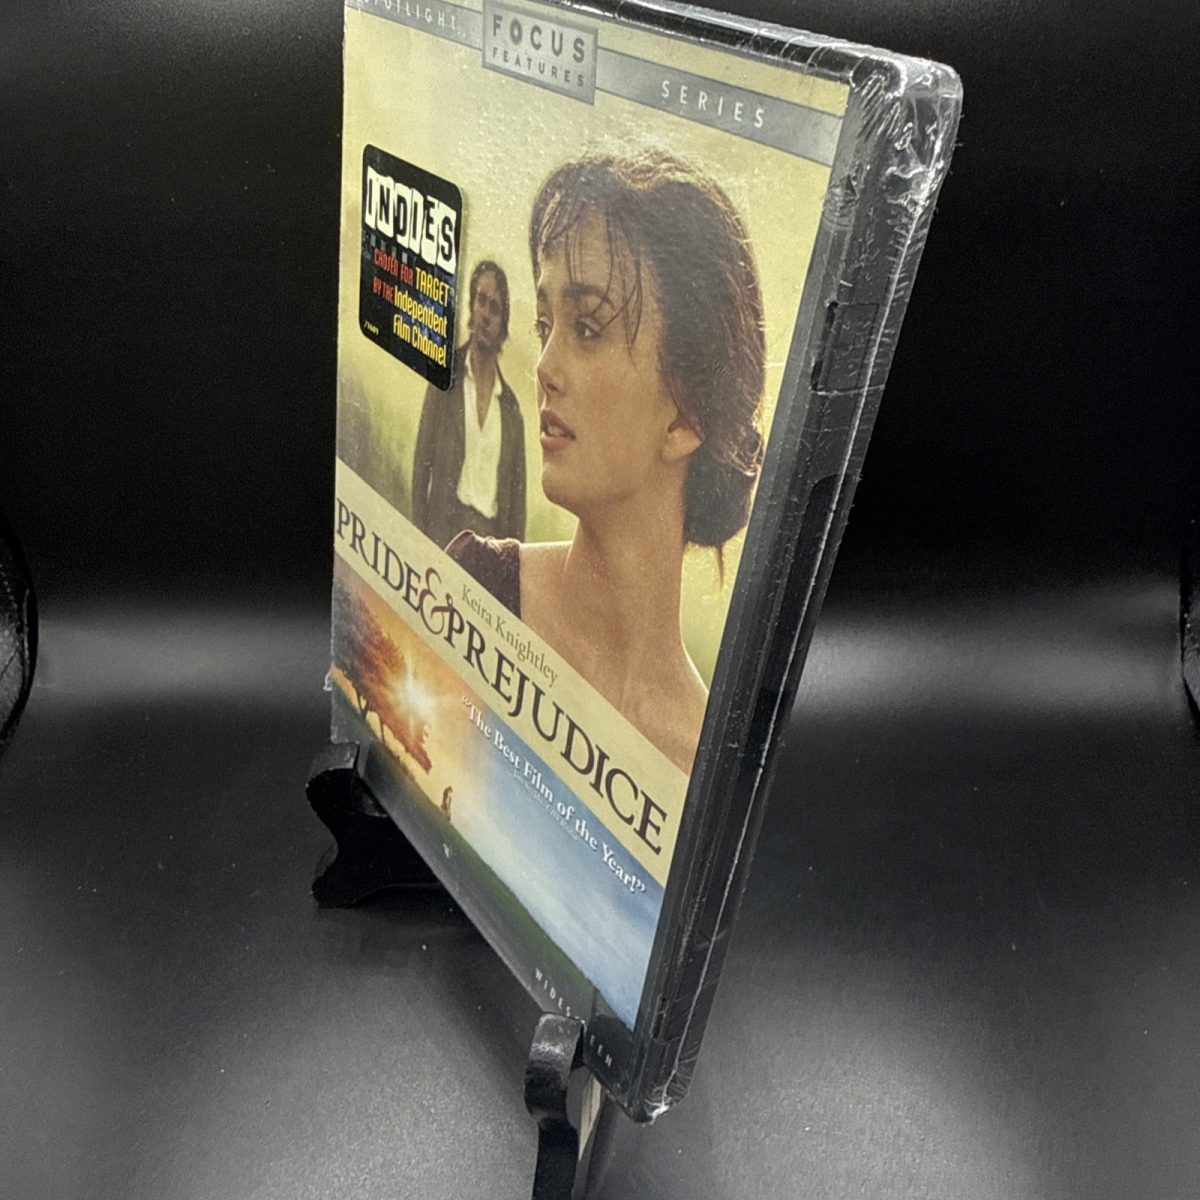 SPOTLIGHT
FOCUS
FEATURES
SERIES
INDIES
CHOSEN FOR TARGET
BY THE Independent
Film Channel
Keira Knightley
PRIDE & PREJUDICE
"The Best Film of the Year!"